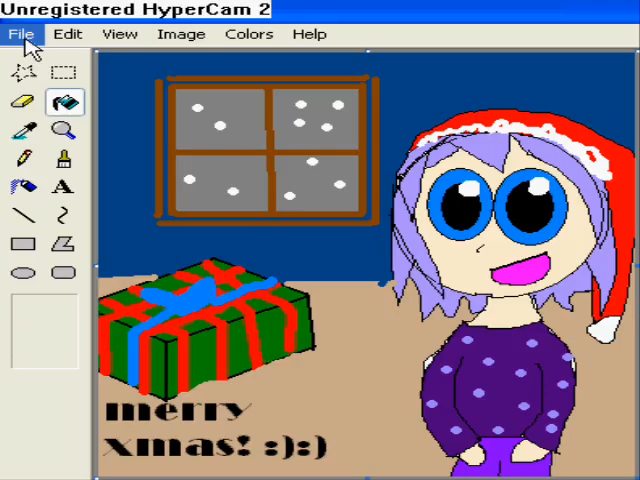 Unregistered HyperCam 2
File Edit View Image Colors Help
A
merry
xmas! :):)